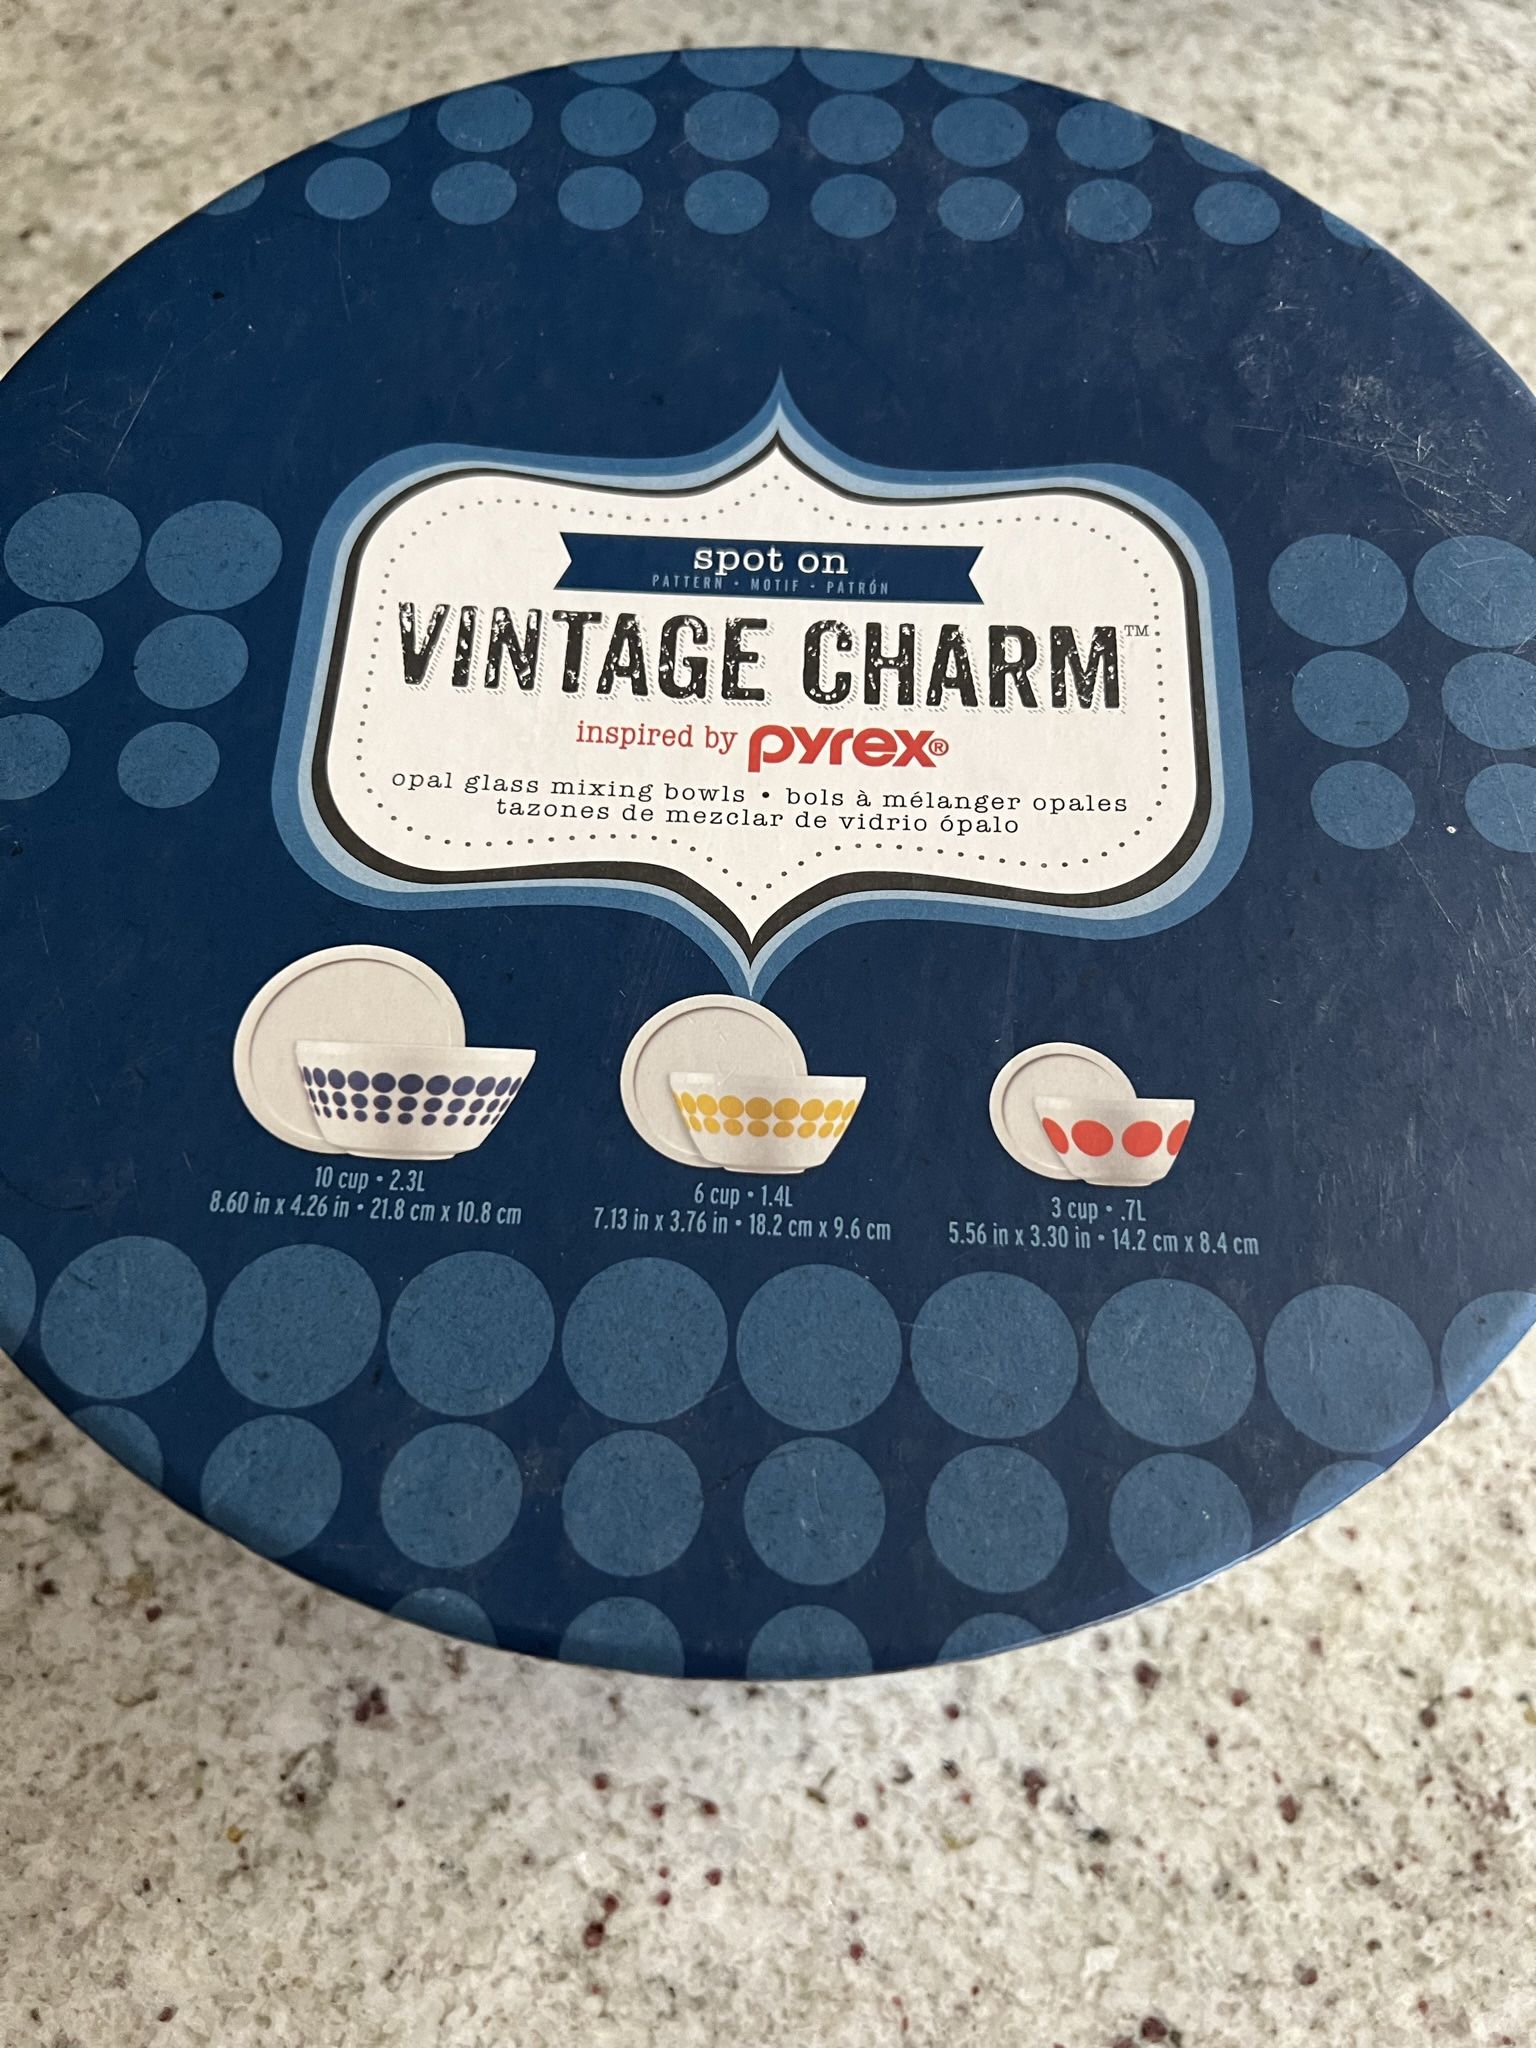 spot on
PATTERN • MOTIF • PATRÓN
VINTAGE CHARM™
inspired by pyrex®
opal glass mixing bowls • bols à mélanger opales
tazones de mezclar de vidrio ópalo
10 cup • 2.3L
8.60 in x 4.26 in • 21.8 cm x 10.8 cm
6 cup • 1.4L
7.13 in x 3.76 in • 18.2 cm x 9.6 cm
3 cup • .7L
5.56 in x 3.30 in • 14.2 cm x 8.4 cm